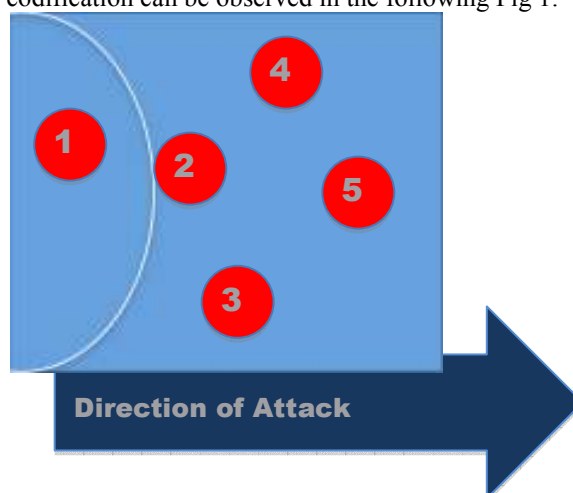 codification can be observed in the following Fig 1.
4
1
2
5
3
Direction of Attack